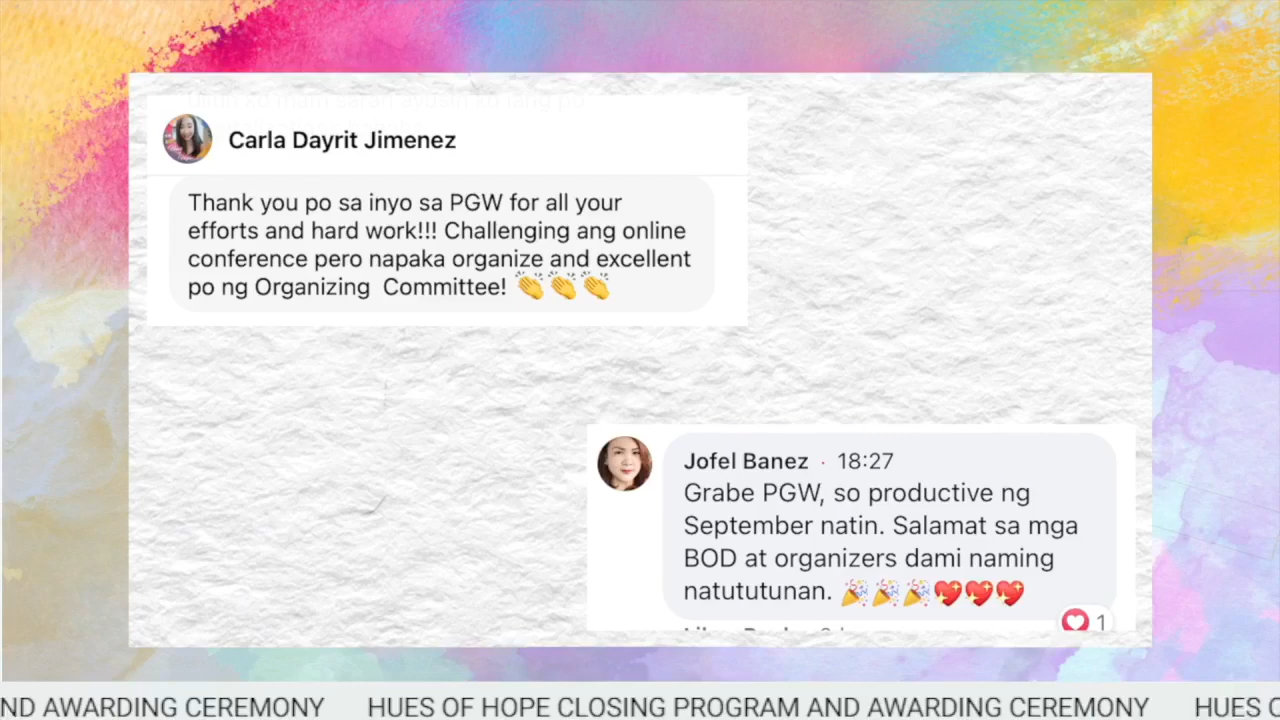 Carla Dayrit Jimenez
Thank you po sa inyo sa PGW for all your
efforts and hard work!!! Challenging ang online
conference pero napaka organize and excellent
po ng Organizing Committee! 👏👏👏
Jofel Banez · 18:27
Grabe PGW, so productive ng
September natin. Salamat sa mga
BOD at organizers dami naming
natututunan. 🎉🎉🎉💖💖💖
1
ND AWARDING CEREMONY HUES OF HOPE CLOSING PROGRAM AND AWARDING CEREMONY HUES O